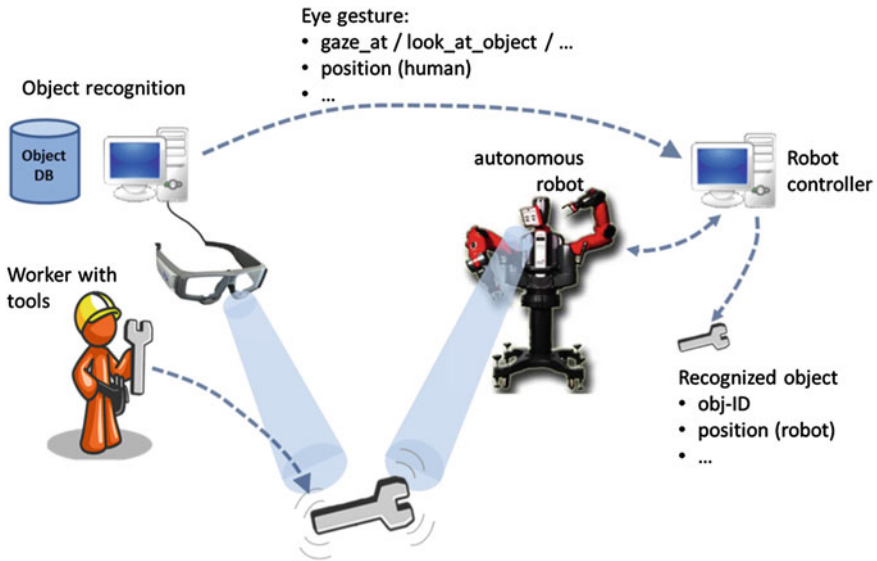 Eye gesture:
• gaze_at / look_at_object / ...
• position (human)
• ...
Object recognition
Object
DB
autonomous
robot
Robot
controller
Worker with
tools
Recognized object
• obj-ID
• position (robot)
• ...